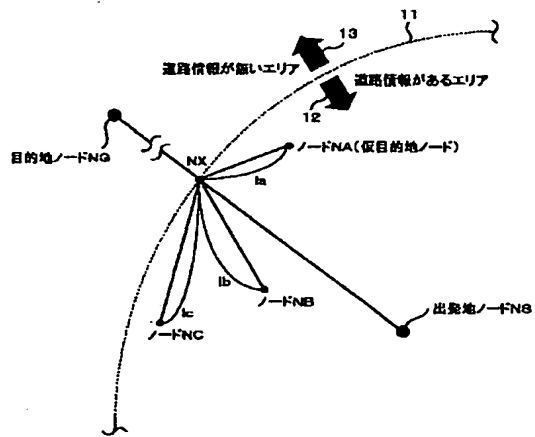 13
11
道路情報が無いエリア
道路情報があるエリア
12
目的地ノードNG
NX
ノードNA(仮目的地ノード)
la
lb
ノードNB
lc
ノードNC
出発地ノードNS